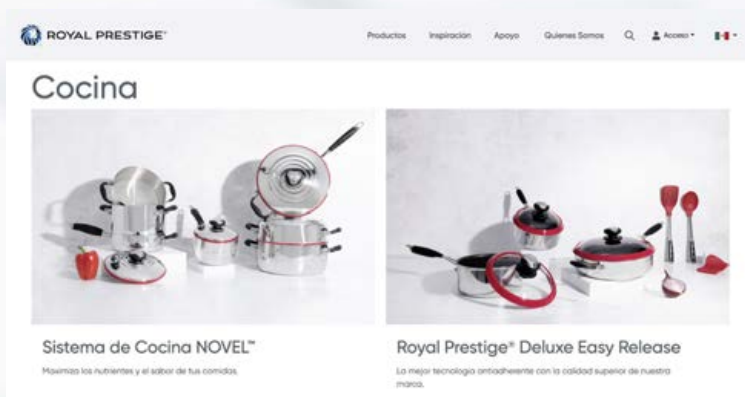 ROYAL PRESTIGE®
Productos Inspiración Apoyo Quienes Somos Acceso
Cocina
Sistema de Cocina NOVEL™
Maximiza los nutrientes y el sabor de tus comidas.
Royal Prestige® Deluxe Easy Release
La mejor tecnología antiadherente con la calidad superior de nuestra
marca.